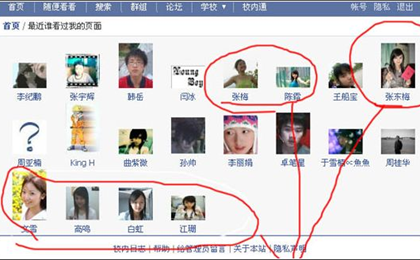 首页 随便看看 搜索 群组 论坛 学校▼ 校内通 帐号 隐私 退出
首页 / 最近谁看过我的页面
Young Boy
李纪鹏 张宇辉 韩岳 闫冰 张梅 陈霞 王船宝 张东梅
?
周亚楠 King H 曲紫微 孙帅 李丽娟 卓笔星 于雪楠∝鱼鱼 周桂华
文雪 高鸣 白虹 江珊
校内日志 | 帮助 | 给管理员留言 | 关于本站 | 隐私声明